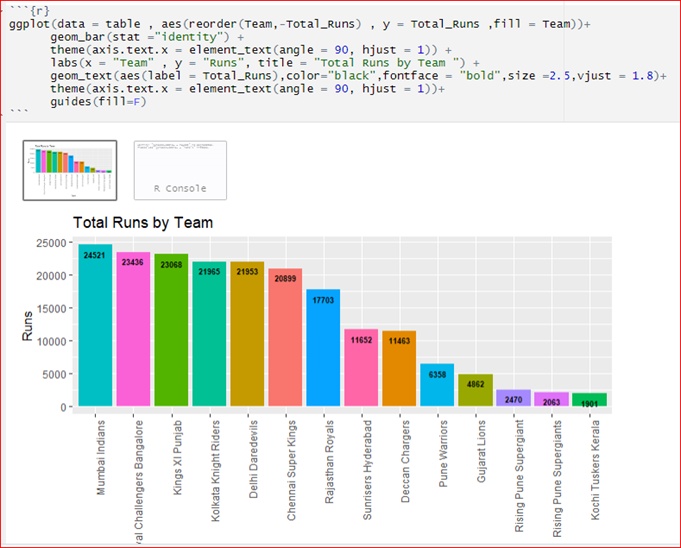 ```{r}
ggplot(data = table , aes(reorder(Team,-Total_Runs) , y = Total_Runs ,fill = Team))+
geom_bar(stat ="identity") +
theme(axis.text.x = element_text(angle = 90, hjust = 1)) +
labs(x = "Team" , y = "Runs", title = "Total Runs by Team ") +
geom_text(aes(label = Total_Runs),color="black",fontface = "bold",size =2.5,vjust = 1.8)+
theme(axis.text.x = element_text(angle = 90, hjust = 1))+
guides(fill=F)
```
R Console
Total Runs by Team
25000
20000
15000
10000
5000
0
Runs
24521
23436
23068
21965
21953
20899
17703
11652
11463
6358
4862
2470
2063
1901
Mumbai Indians
val Challengers Bangalore
Kings XI Punjab
Kolkata Knight Riders
Delhi Daredevils
Chennai Super Kings
Rajasthan Royals
Sunrisers Hyderabad
Deccan Chargers
Pune Warriors
Gujarat Lions
Rising Pune Supergiant
Rising Pune Supergiants
Kochi Tuskers Kerala